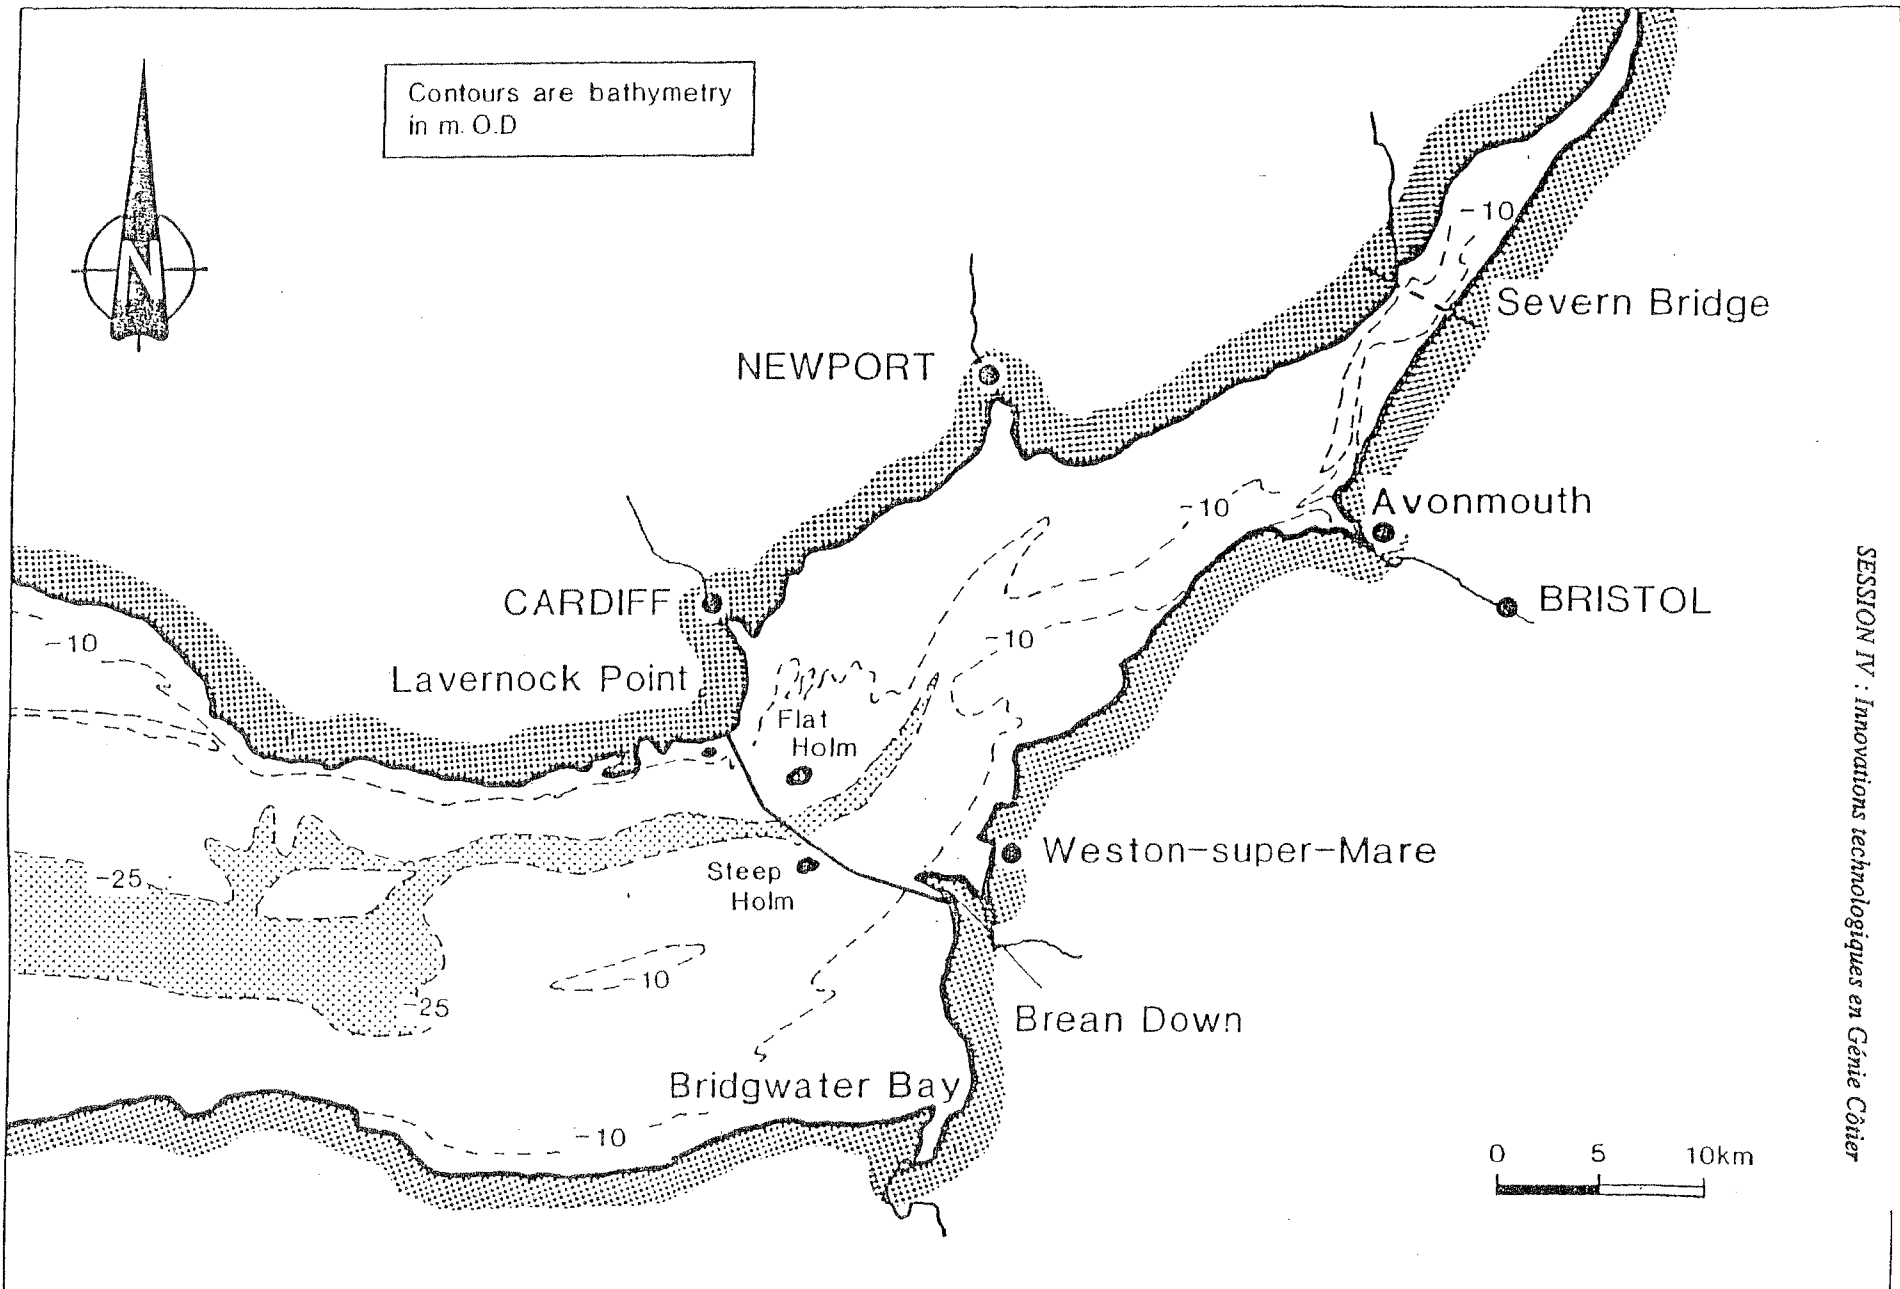 Contours are bathymetry
in m. O.D
N
-10
Severn Bridge
NEWPORT
Avonmouth
-10
CARDIFF
BRISTOL
-10
-10
Lavernock Point
Flat
Holm
Weston-super-Mare
-25
Steep
Holm
-10
-25
Brean Down
Bridgwater Bay
-10
0 5 10km
SESSION IV : Innovations technologiques en Génie Côtier